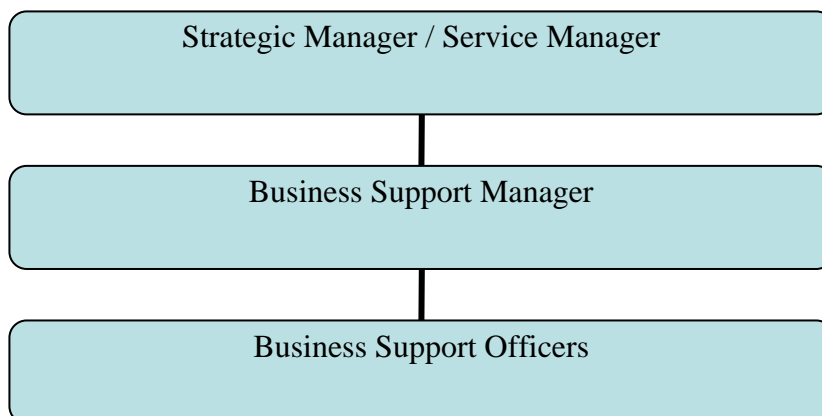 Strategic Manager / Service Manager
Business Support Manager
Business Support Officers